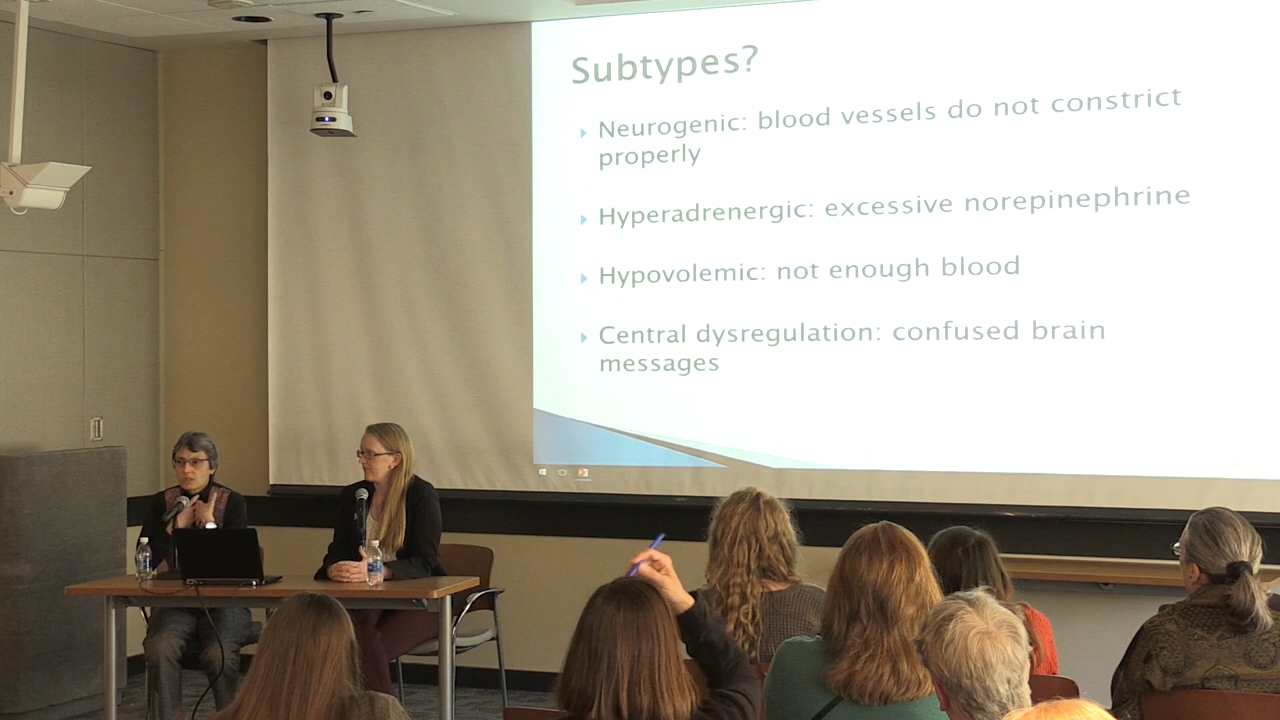 Subtypes?
Neurogenic: blood vessels do not constrict
properly
Hyperadrenergic: excessive norepinephrine
Hypovolemic: not enough blood
Central dysregulation: confused brain
messages